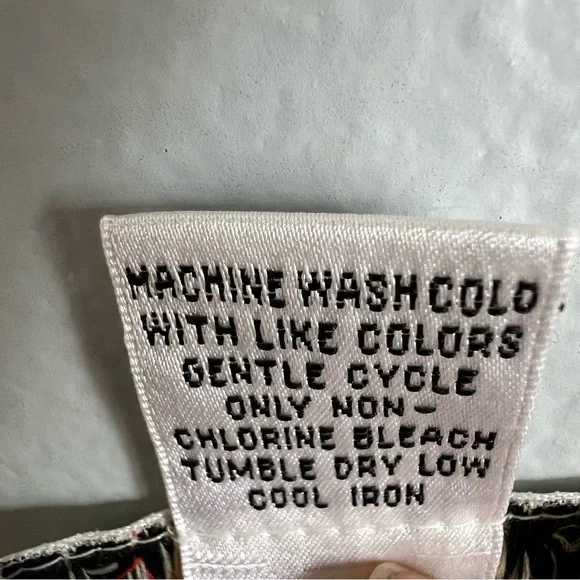 MACHINE WASH COLD
WITH LIKE COLORS
GENTLE CYCLE
ONLY NON-
CHLORINE BLEACH
TUMBLE DRY LOW
COOL IRON